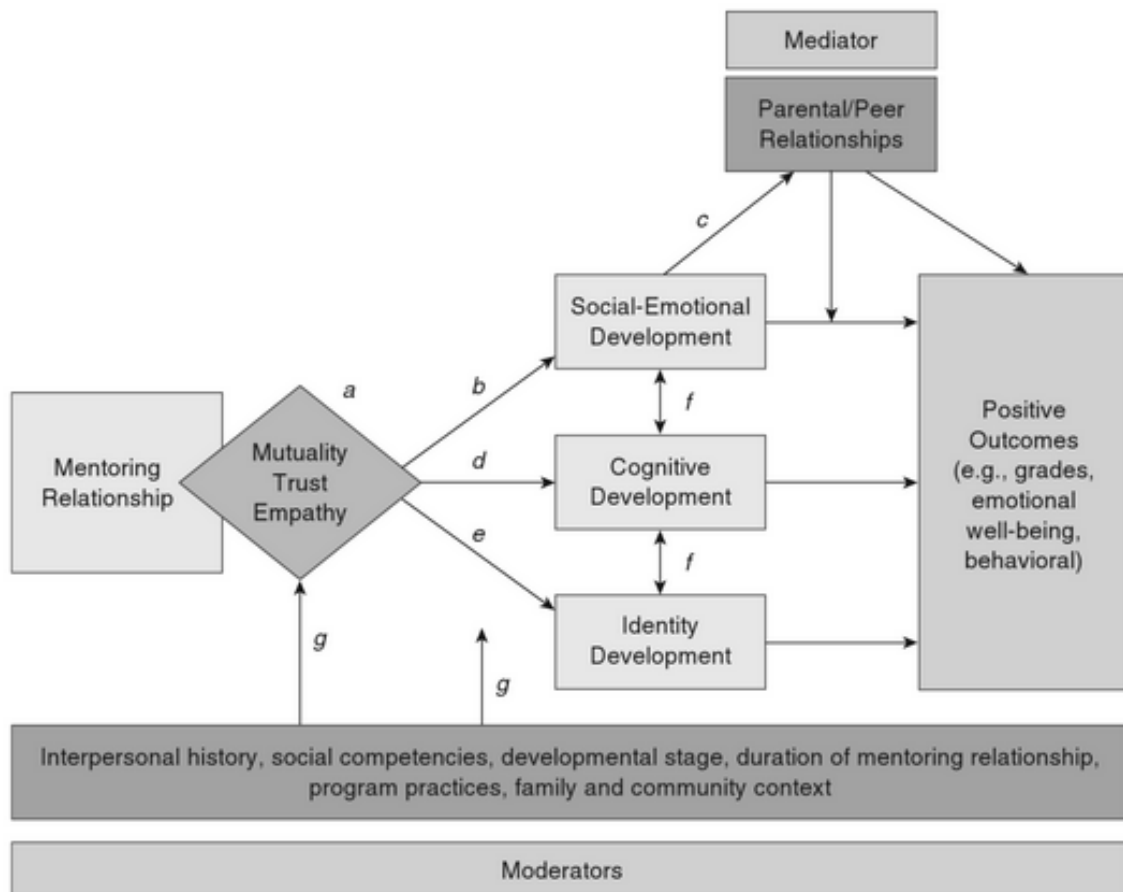 Mediator
Parental/Peer
Relationships
c
Social-Emotional
Development
a
b
f
Mentoring
Relationship
Mutuality
Trust
Empathy
d
Cognitive
Development
Positive
Outcomes
(e.g., grades,
emotional
well-being,
behavioral)
e
f
g
Identity
Development
g
Interpersonal history, social competencies, developmental stage, duration of mentoring relationship,
program practices, family and community context
Moderators